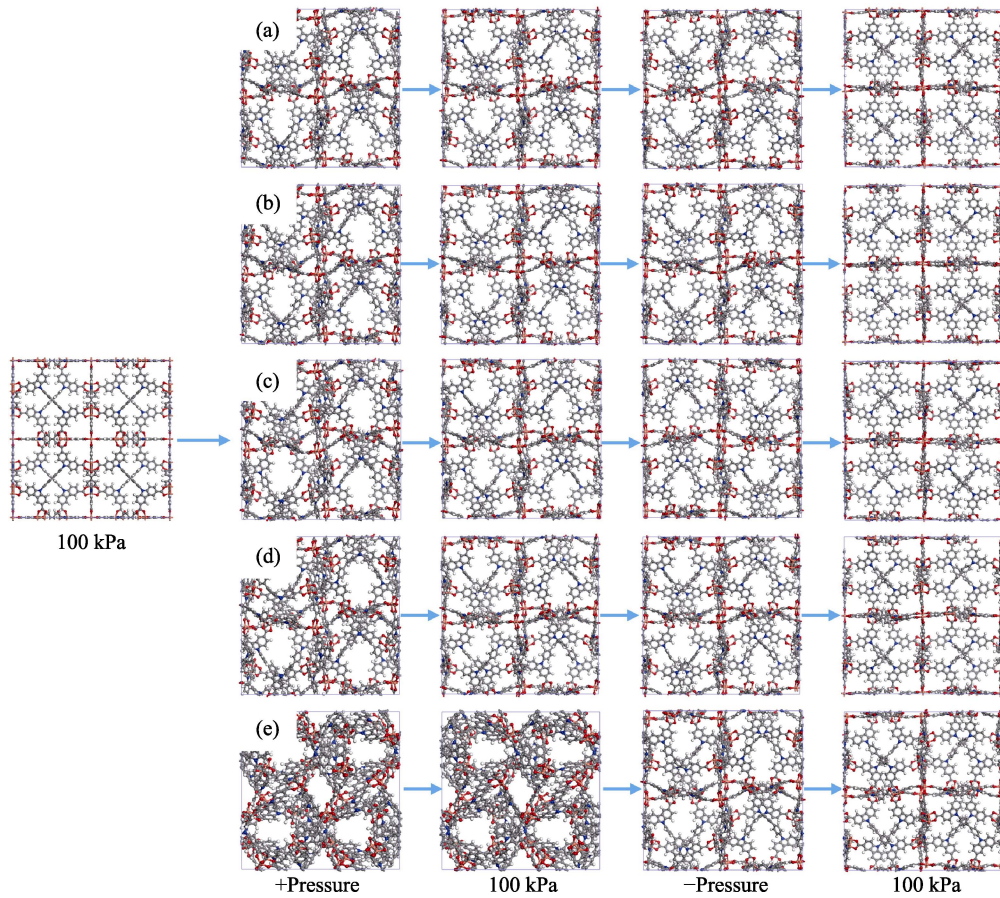 (a)
(b)
(c)
(d)
(e)
100 kPa
+Pressure
100 kPa
−Pressure
100 kPa